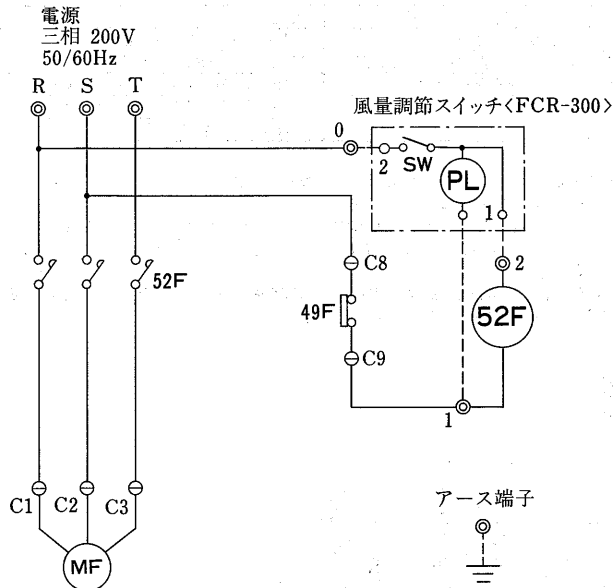 電源
三相 200V
50/60Hz
R S T
風量調節スイッチ<FCR-300>
0
2 SW
PL
1
C8
2
52F
49F
52F
C9
1
C1 C2 C3
アース端子
MF